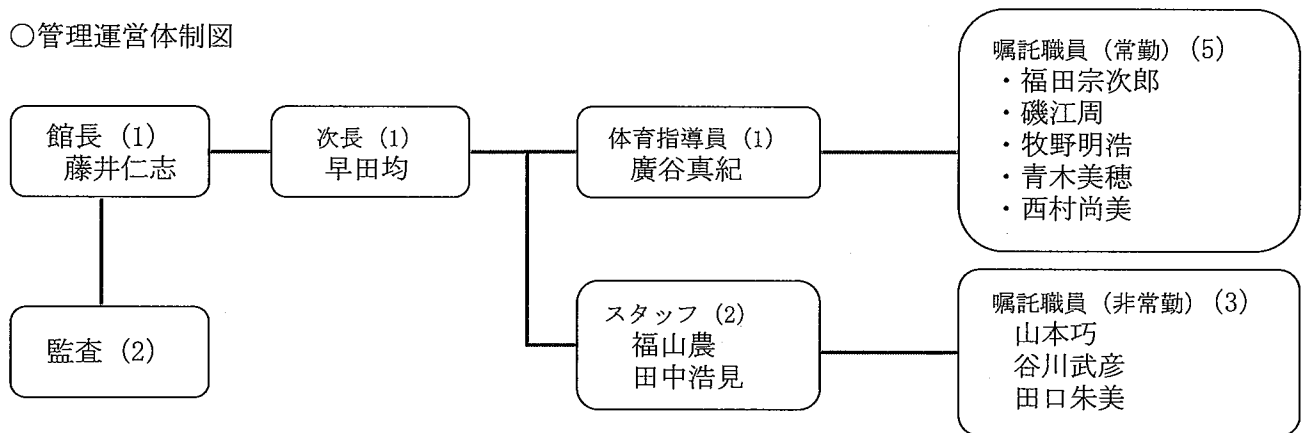 ○管理運営体制図
館長 (1)
藤井仁志
次長 (1)
早田均
体育指導員 (1)
廣谷真紀
嘱託職員 (常勤) (5)
・福田宗次郎
・磯江周
・牧野明浩
・青木美穂
・西村尚美
監査 (2)
スタッフ (2)
福山農
田中浩見
嘱託職員 (非常勤) (3)
山本巧
谷川武彦
田口朱美